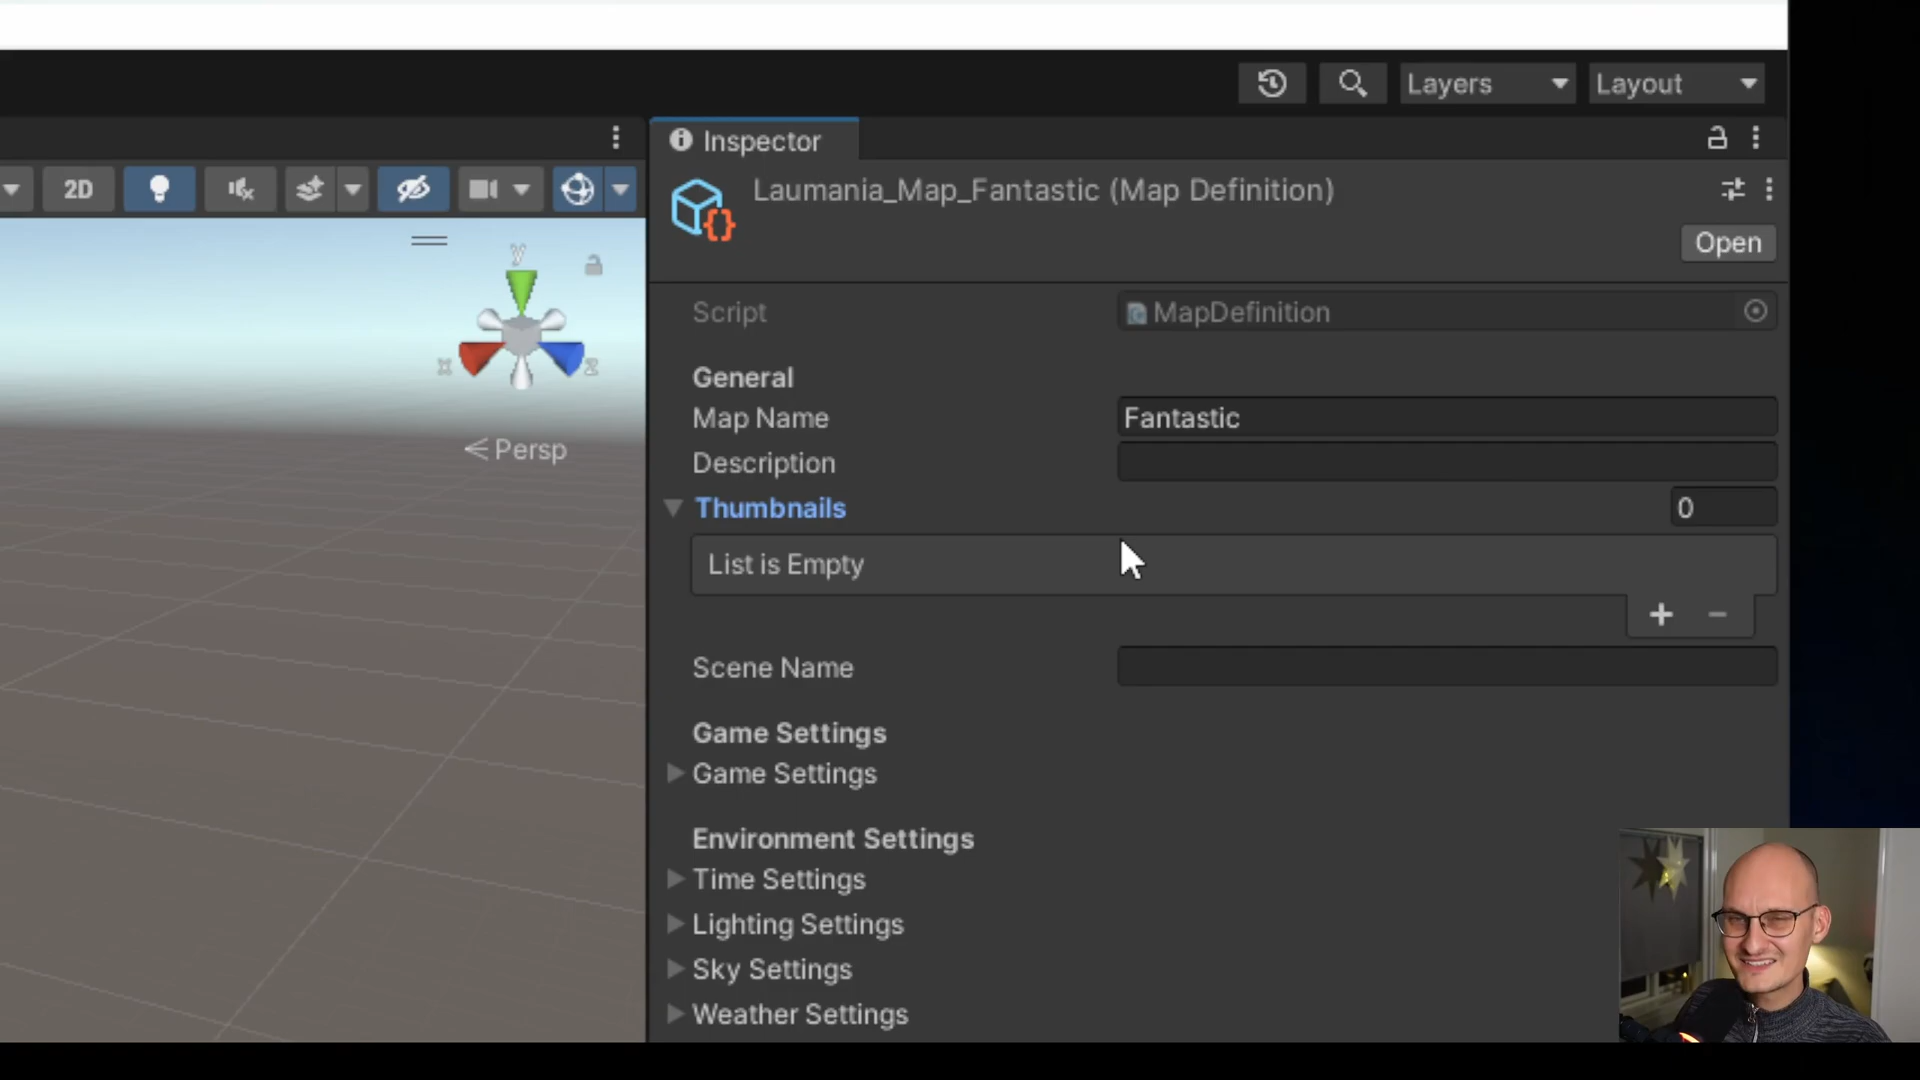 Layers
Layout
Inspector
2D
Laumania_Map_Fantastic (Map Definition)
Open
y
x
z
Persp
Script
MapDefinition
General
Map Name
Fantastic
Description
Thumbnails
0
List is Empty
+ −
Scene Name
Game Settings
Game Settings
Environment Settings
Time Settings
Lighting Settings
Sky Settings
Weather Settings